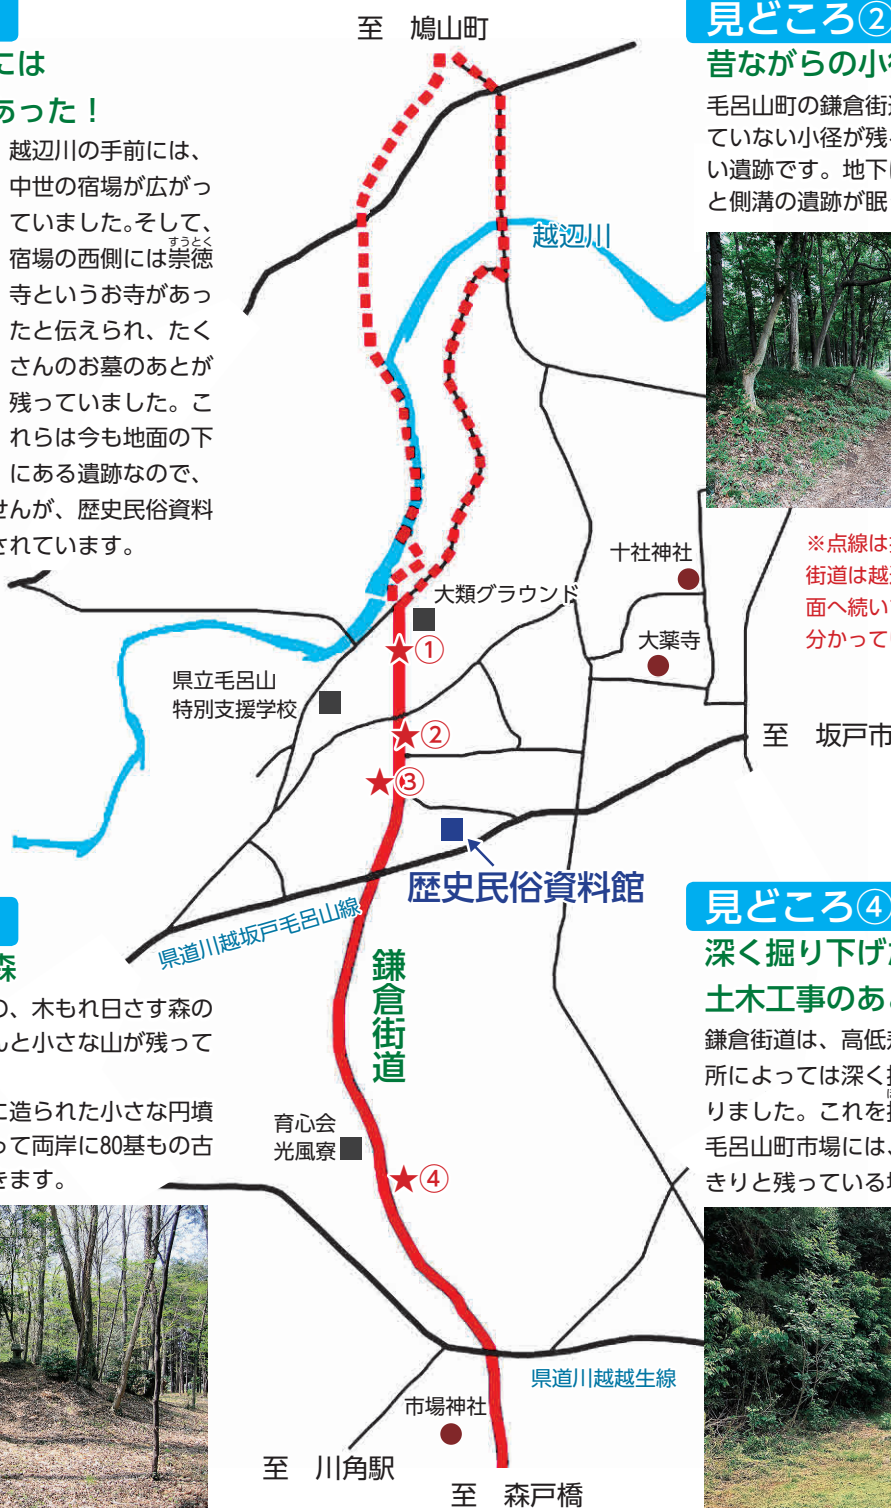 至　鳩山町
には
あった！
越辺川の手前には、
中世の宿場が広がっ
ていました。そして、
宿場の西側には崇徳
すうとく
寺というお寺があっ
たと伝えられ、たく
さんのお墓のあとが
残っていました。こ
れらは今も地面の下
にある遺跡なので、
せんが、歴史民俗資料
されています。
見どころ②
昔ながらの小径
毛呂山町の鎌倉街道
ていない小径が残
い遺跡です。地下に
と側溝の遺跡が眠
越辺川
※点線は
街道は越
面へ続い
分かって
十社神社
大薬寺
大類グラウンド
★①
県立毛呂山
特別支援学校
★②
★③
至　坂戸市
歴史民俗資料館
県道川越坂戸毛呂山線
鎌倉街道
森
の、木もれ日さす森の
んと小さな山が残って
に造られた小さな円墳
って両岸に80基もの古
きます。
見どころ④
深く掘り下げた
土木工事のあ
鎌倉街道は、高低差
所によっては深く掘
りました。これを
毛呂山町市場には、
きりと残っている場
育心会
光風寮
★④
県道川越越生線
市場神社
至　川角駅
至　森戸橋